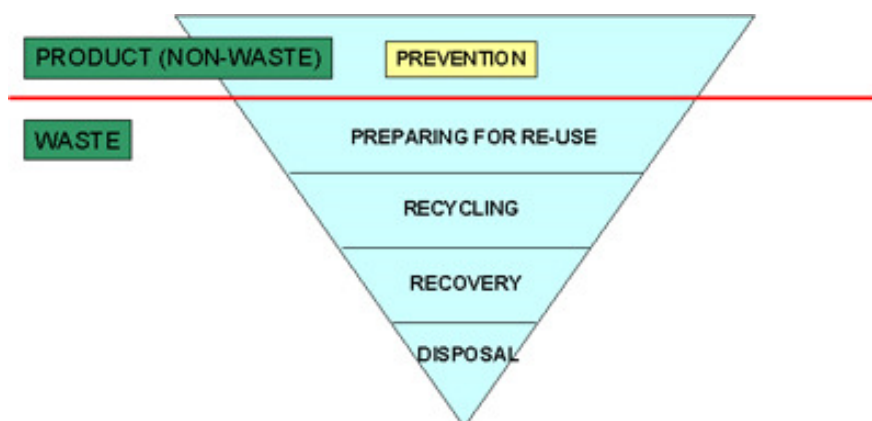 PRODUCT (NON-WASTE)
PREVENTION
WASTE
PREPARING FOR RE-USE
RECYCLING
RECOVERY
DISPOSAL